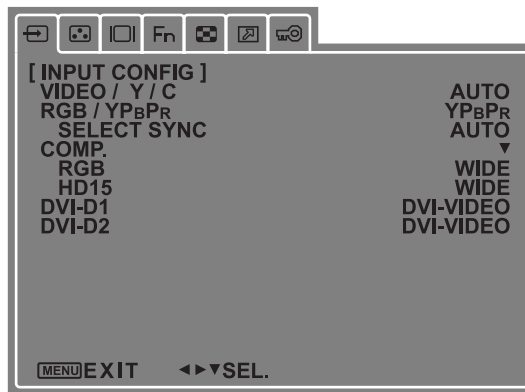 Fn
[ INPUT CONFIG ]
VIDEO / Y / C AUTO
RGB / YPBPR YPBPR
SELECT SYNC AUTO
COMP. ▼
RGB WIDE
HD15 WIDE
DVI-D1 DVI-VIDEO
DVI-D2 DVI-VIDEO
MENU EXIT ◄►▼SEL.